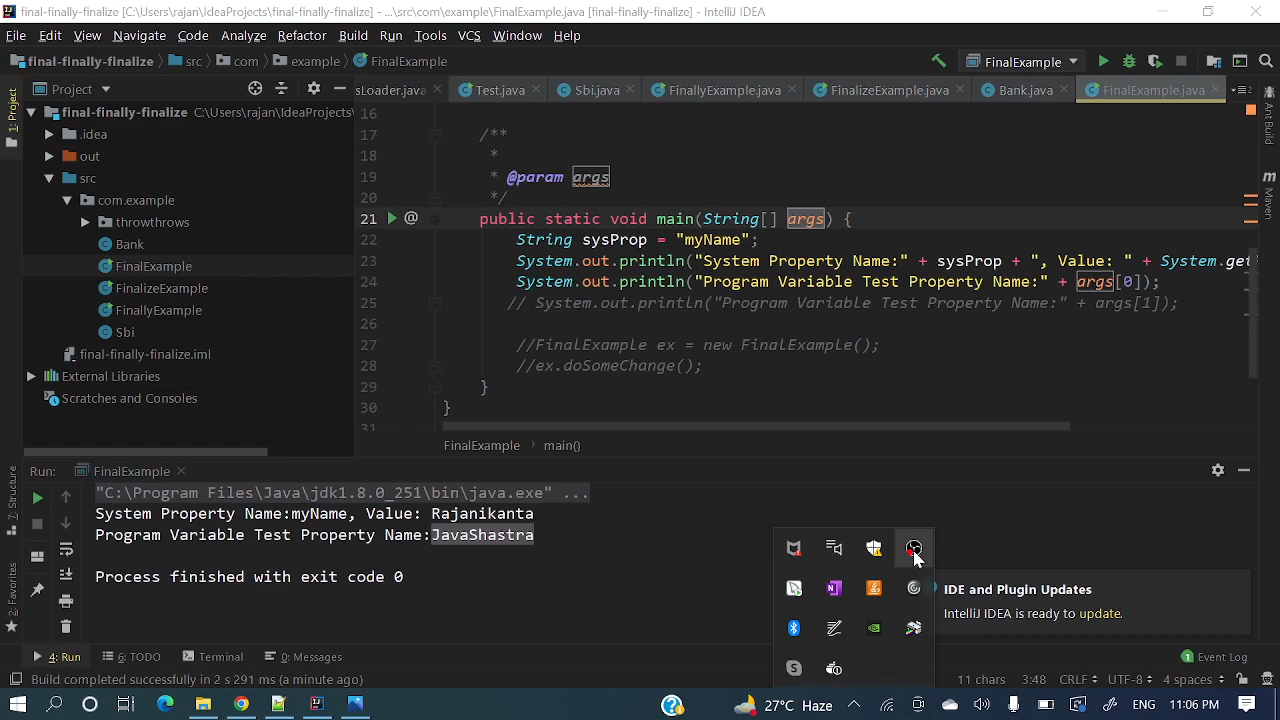 final-finally-finalize [C:\Users\rajan\IdeaProjects\final-finally-finalize] - ...\src\com\example\FinalExample.java [final-finally-finalize] - IntelliJ IDEA
File Edit View Navigate Code Analyze Refactor Build Run Tools VCS Window Help
final-finally-finalize src com example FinalExample FinalExample
1: Project
Z: Structure
2: Favorites
Project
final-finally-finalize C:\Users\rajan\IdeaProjects
.idea
out
src
com.example
throwthrows
Bank
FinalExample
FinalizeExample
FinallyExample
Sbi
final-finally-finalize.iml
External Libraries
Scratches and Consoles
sLoader.java Test.java Sbi.java FinallyExample.java FinalizeExample.java Bank.java FinalExample.java
16
17 /**
18 *
19 * @param args
20 */
21 @ public static void main(String[] args) {
22 String sysProp = "myName";
23 System.out.println("System Property Name:" + sysProp + ", Value: " + System.get
24 System.out.println("Program Variable Test Property Name:" + args[0]);
25 // System.out.println("Program Variable Test Property Name:" + args[1]);
26
27 //FinalExample ex = new FinalExample();
28 //ex.doSomeChange();
29 }
30 }
31
FinalExample main()
Ant Build
Maven
Run: FinalExample
"C:\Program Files\Java\jdk1.8.0_251\bin\java.exe" ...
System Property Name:myName, Value: Rajanikanta
Program Variable Test Property Name:JavaShastra
Process finished with exit code 0
IDE and Plugin Updates
IntelliJ IDEA is ready to update.
4: Run 6: TODO Terminal 0: Messages 1 Event Log
Build completed in 2 s 291 ms (a minute ago) 11 chars CRLF UTF-8 4 spaces
27°C Haze ENG 11:06 PM